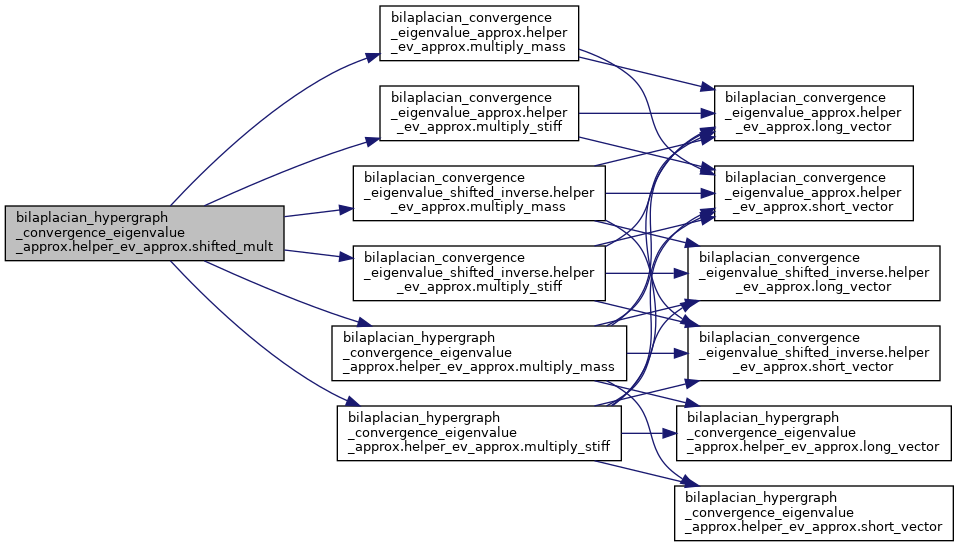 bilaplacian_hypergraph
_convergence_eigenvalue
_approx.helper_ev_approx.shifted_mult
bilaplacian_convergence
_eigenvalue_approx.helper
_ev_approx.multiply_mass
bilaplacian_convergence
_eigenvalue_approx.helper
_ev_approx.multiply_stiff
bilaplacian_convergence
_eigenvalue_shifted_inverse.helper
_ev_approx.multiply_mass
bilaplacian_convergence
_eigenvalue_shifted_inverse.helper
_ev_approx.multiply_stiff
bilaplacian_hypergraph
_convergence_eigenvalue
_approx.helper_ev_approx.multiply_mass
bilaplacian_hypergraph
_convergence_eigenvalue
_approx.helper_ev_approx.multiply_stiff
bilaplacian_convergence
_eigenvalue_approx.helper
_ev_approx.long_vector
bilaplacian_convergence
_eigenvalue_approx.helper
_ev_approx.short_vector
bilaplacian_convergence
_eigenvalue_shifted_inverse.helper
_ev_approx.long_vector
bilaplacian_convergence
_eigenvalue_shifted_inverse.helper
_ev_approx.short_vector
bilaplacian_hypergraph
_convergence_eigenvalue
_approx.helper_ev_approx.long_vector
bilaplacian_hypergraph
_convergence_eigenvalue
_approx.helper_ev_approx.short_vector